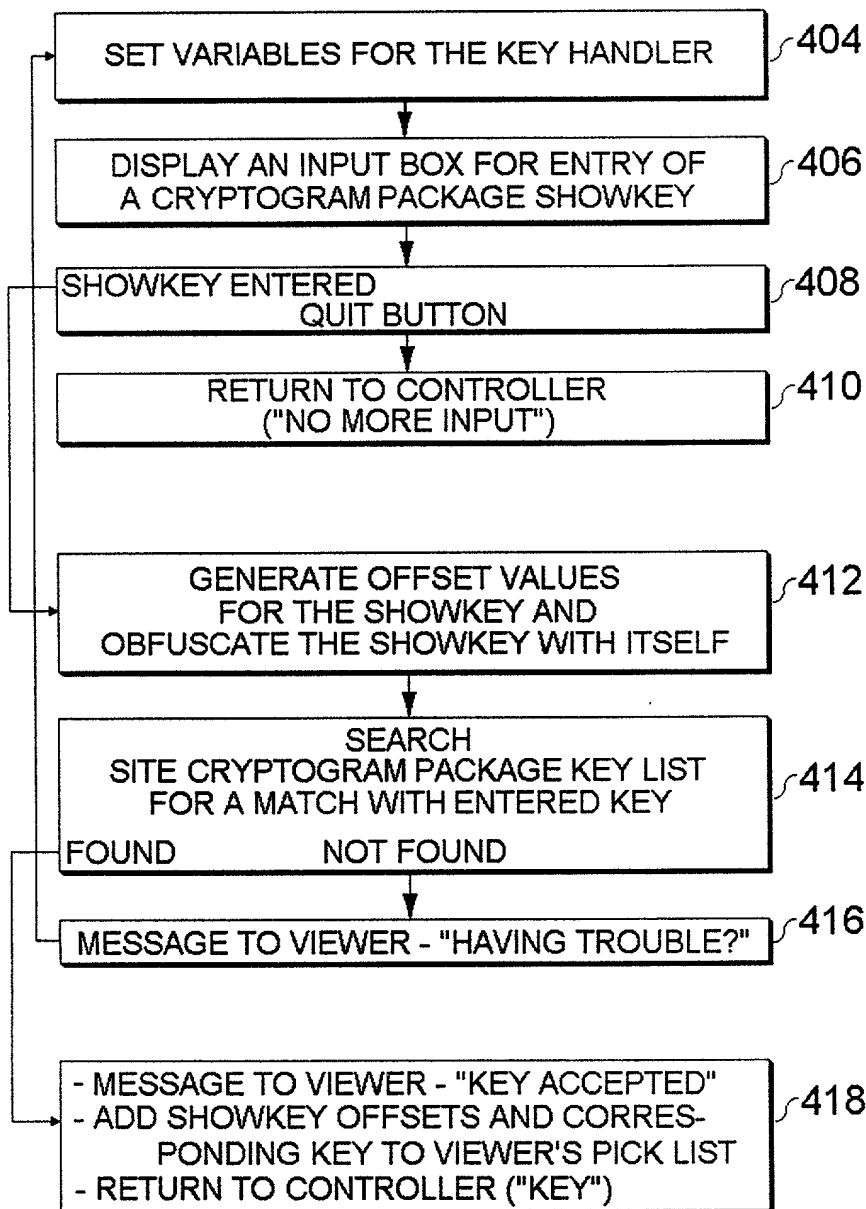 SET VARIABLES FOR THE KEY HANDLER
404
DISPLAY AN INPUT BOX FOR ENTRY OF
A CRYPTOGRAM PACKAGE SHOWKEY
406
SHOWKEY ENTERED
QUIT BUTTON
408
RETURN TO CONTROLLER
("NO MORE INPUT")
410
GENERATE OFFSET VALUES
FOR THE SHOWKEY AND
OBFUSCATE THE SHOWKEY WITH ITSELF
412
SEARCH
SITE CRYPTOGRAM PACKAGE KEY LIST
FOR A MATCH WITH ENTERED KEY
FOUND NOT FOUND
414
MESSAGE TO VIEWER - "HAVING TROUBLE?"
416
- MESSAGE TO VIEWER - "KEY ACCEPTED"
- ADD SHOWKEY OFFSETS AND CORRES-
PONDING KEY TO VIEWER'S PICK LIST
- RETURN TO CONTROLLER ("KEY")
418